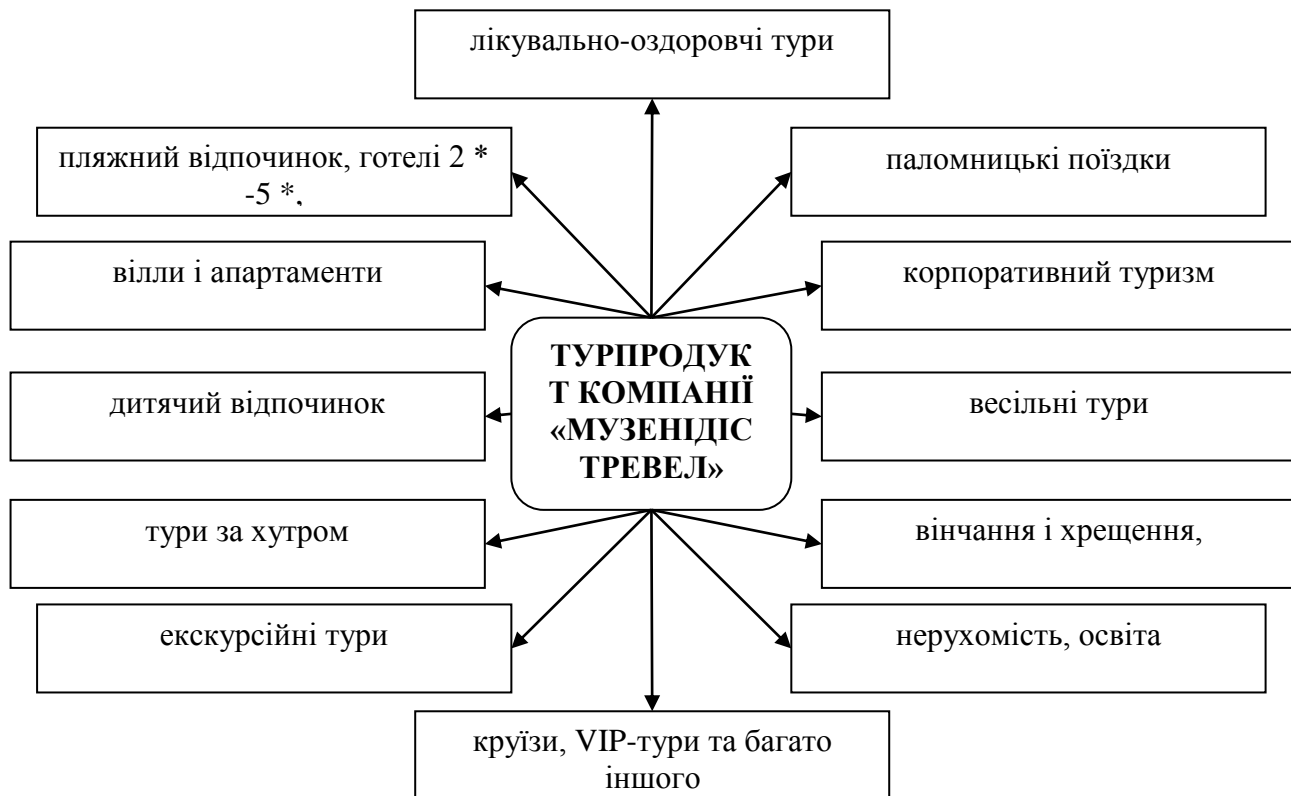 лікувально-оздоровчі тури
пляжний відпочинок, готелі 2 *
-5 *,
паломницькі поїздки
вілли і апартаменти
корпоративний туризм
ТУРПРОДУК
Т КОМПАНІЇ
«МУЗЕНІДІС
ТРЕВЕЛ»
дитячий відпочинок
весільні тури
тури за хутром
вінчання і хрещення,
екскурсійні тури
нерухомість, освіта
круїзи, VIP-тури та багато
іншого